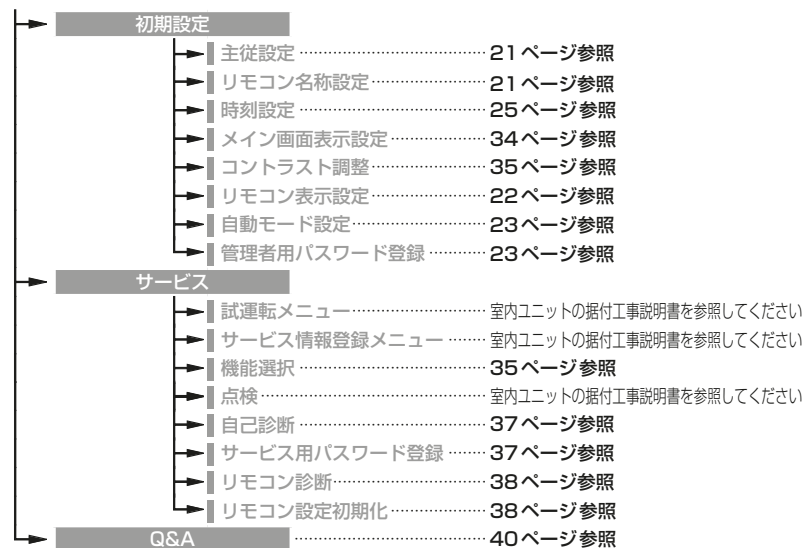 初期設定
主従設定 21ページ参照
リモコン名称設定 21ページ参照
時刻設定 25ページ参照
メイン画面表示設定 34ページ参照
コントラスト調整 35ページ参照
リモコン表示設定 22ページ参照
自動モード設定 23ページ参照
管理者用パスワード登録 23ページ参照
サービス
試運転メニュー 室内ユニットの据付工事説明書を参照してください
サービス情報登録メニュー 室内ユニットの据付工事説明書を参照してください
機能選択 35ページ参照
点検 室内ユニットの据付工事説明書を参照してください
自己診断 37ページ参照
サービス用パスワード登録 37ページ参照
リモコン診断 38ページ参照
リモコン設定初期化 38ページ参照
Q&A 40ページ参照